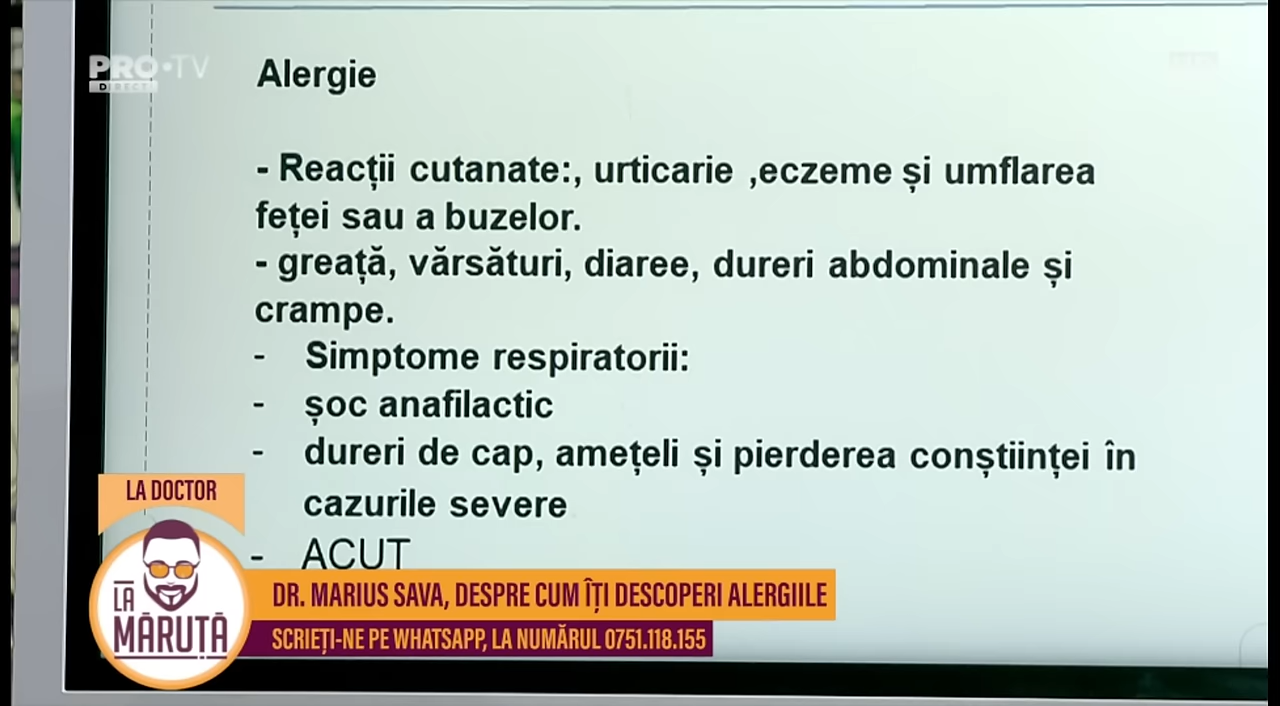 PRO•TV
DIRECT
Alergie
- Reacții cutanate:, urticarie ,eczeme și umflarea
feței sau a buzelor.
- greață, vărsături, diaree, dureri abdominale și
crampe.
- Simptome respiratorii:
- șoc anafilactic
- dureri de cap, amețeli și pierderea conștiinței în
cazurile severe
- ACUT
LA DOCTOR
LA
MĂRUȚĂ
DR. MARIUS SAVA, DESPRE CUM ÎȚI DESCOPERI ALERGIILE
SCRIEȚI-NE PE WHATSAPP, LA NUMĂRUL 0751.118.155